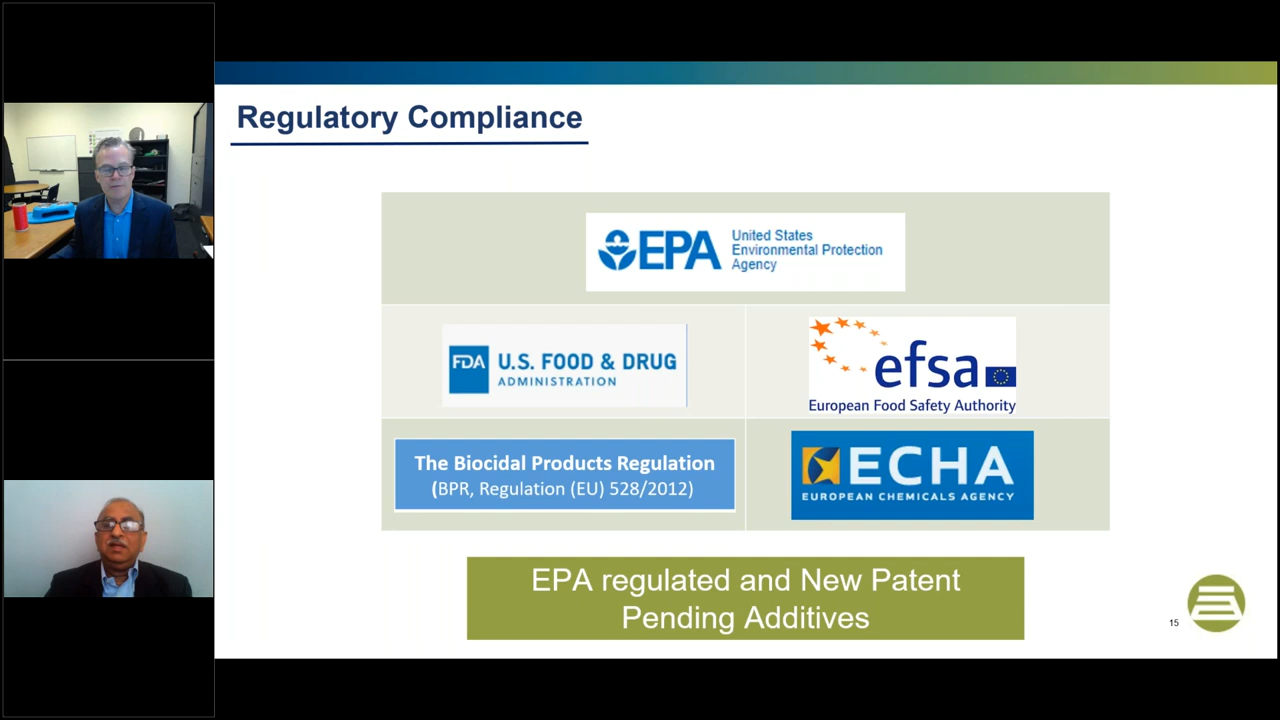 Regulatory Compliance
EPA
United States
Environmental Protection
Agency
FDA
U.S. FOOD & DRUG
ADMINISTRATION
efsa
European Food Safety Authority
The Biocidal Products Regulation
(BPR, Regulation (EU) 528/2012)
ECHA
EUROPEAN CHEMICALS AGENCY
EPA regulated and New Patent
Pending Additives
15